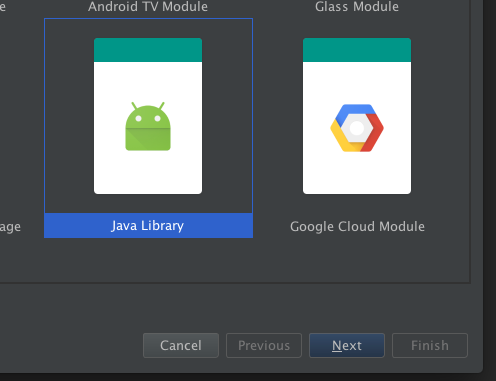 e
Android TV Module
Glass Module
age
Java Library
Google Cloud Module
Cancel
Previous
Next
Finish